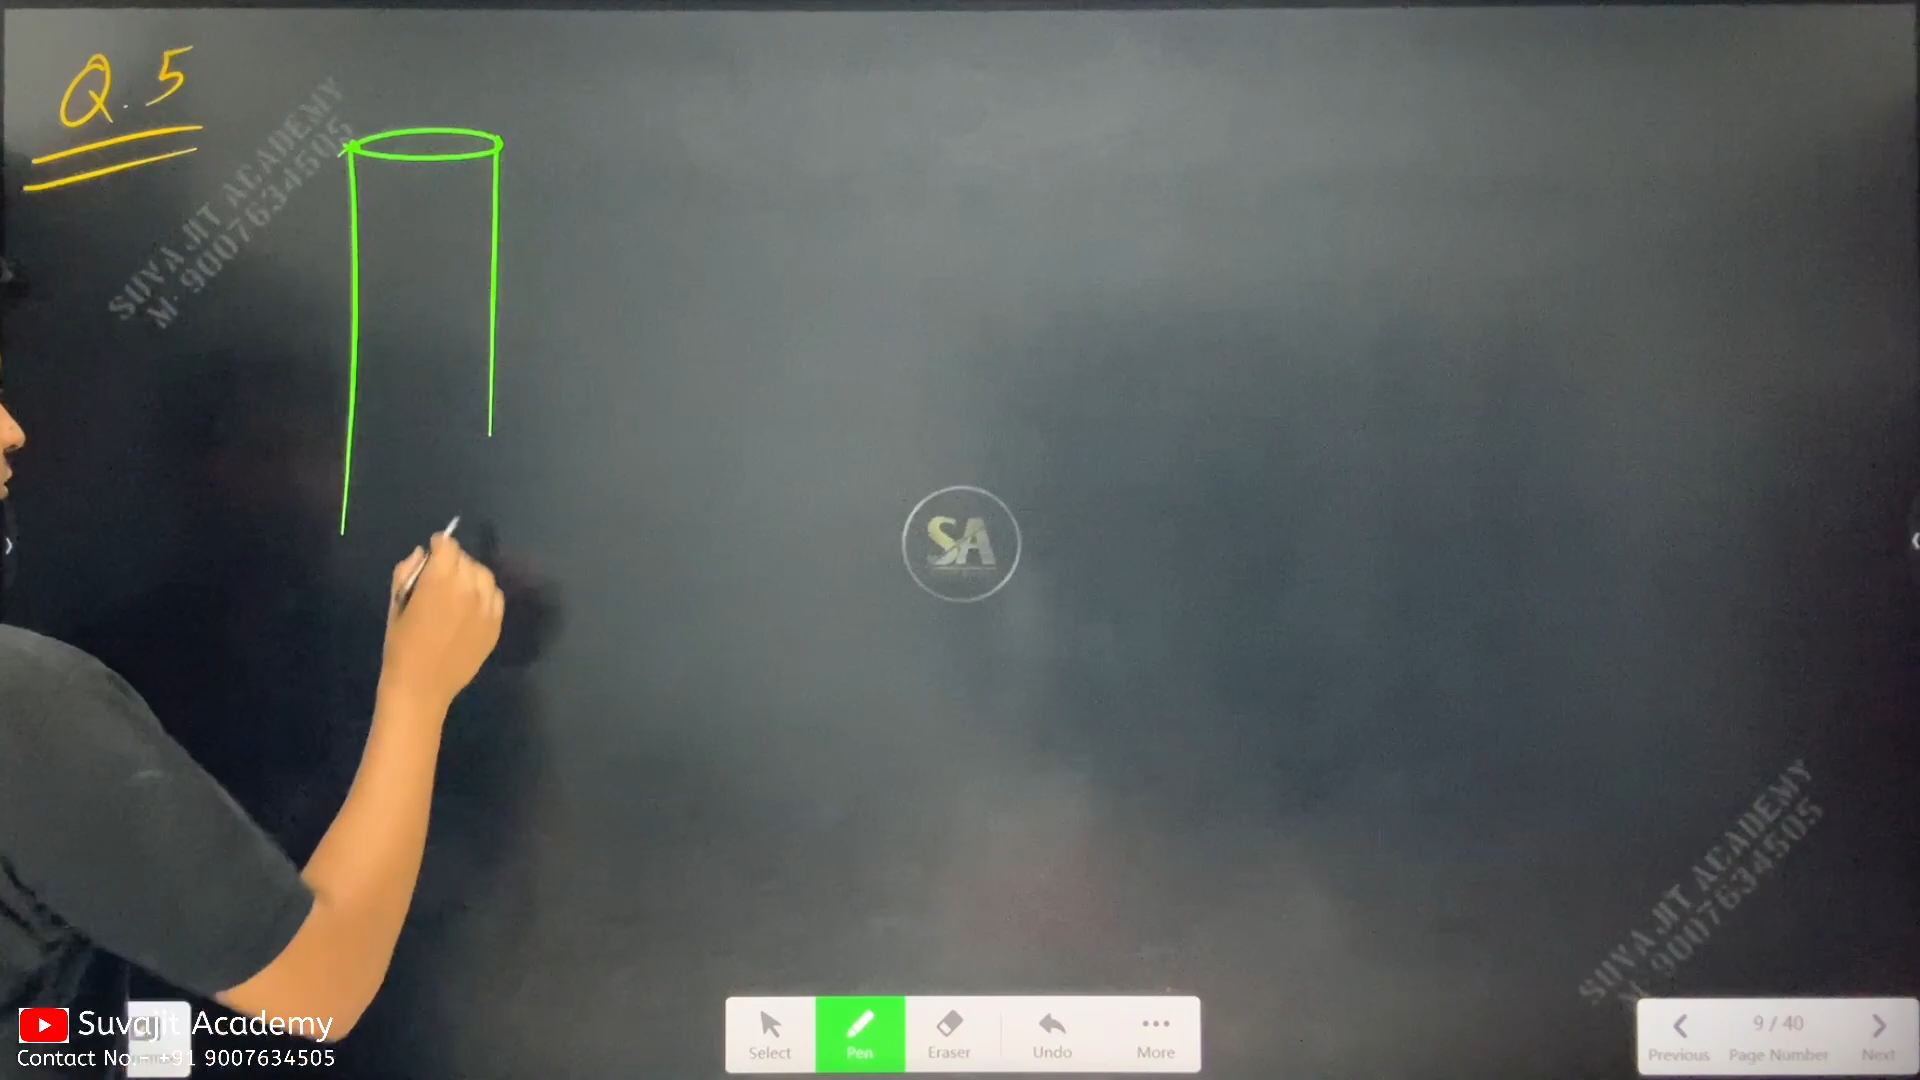 Q. 5
SUVAJIT ACADEMY
M. 9007634505
SA
SUVAJIT ACADEMY
M. 9007634505
Suvajit Academy
Contact No.- +91 9007634505
Select
Pen
Eraser
Undo
More
9 / 40
Previous
Page Number
Next